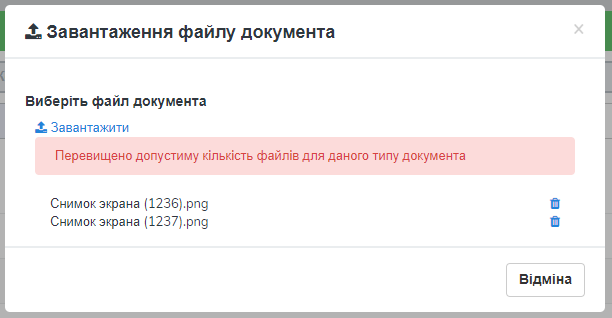 Завантаження файлу документа
×
Виберіть файл документа
Завантажити
Перевищено допустиму кількість файлів для даного типу документа
Снимок экрана (1236).png
Снимок экрана (1237).png
Відміна